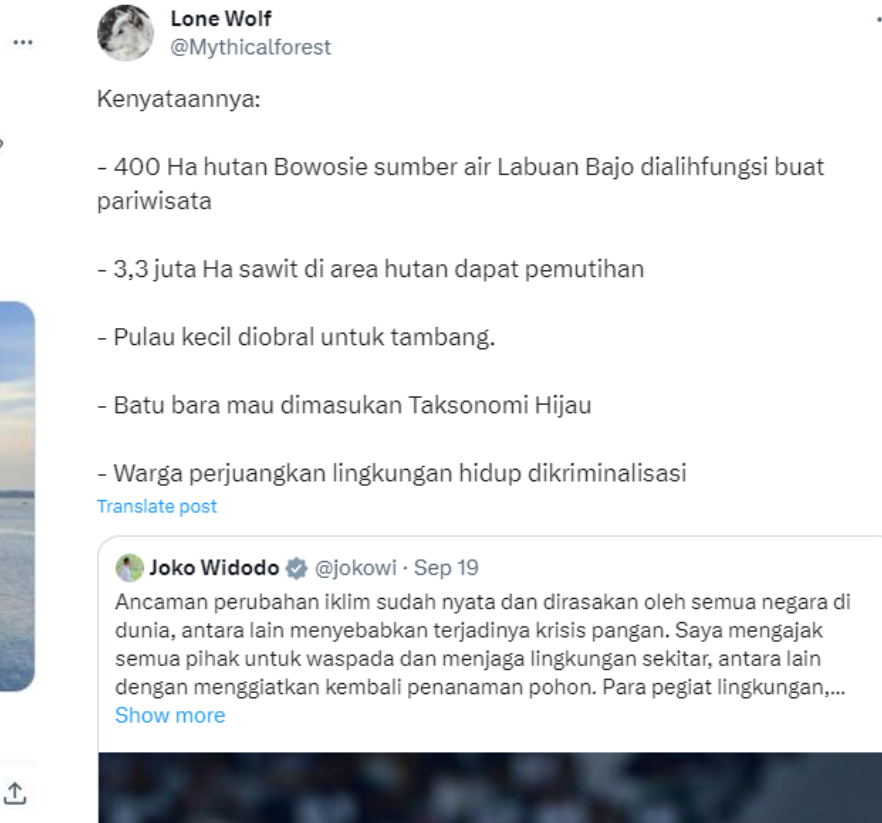 Lone Wolf
@Mythicalforest
Kenyataannya:
- 400 Ha hutan Bowosie sumber air Labuan Bajo dialihfungsi buat
pariwisata
- 3,3 juta Ha sawit di area hutan dapat pemutihan
- Pulau kecil diobral untuk tambang.
- Batu bara mau dimasukan Taksonomi Hijau
- Warga perjuangkan lingkungan hidup dikriminalisasi
Translate post
Joko Widodo @jokowi · Sep 19
Ancaman perubahan iklim sudah nyata dan dirasakan oleh semua negara di
dunia, antara lain menyebabkan terjadinya krisis pangan. Saya mengajak
semua pihak untuk waspada dan menjaga lingkungan sekitar, antara lain
dengan menggiatkan kembali penanaman pohon. Para pegiat lingkungan,...
Show more